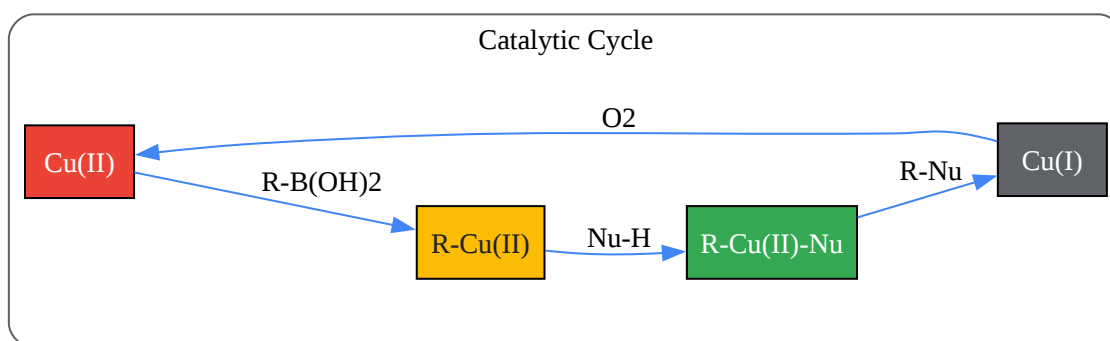 Catalytic Cycle
O2
Cu(II)
Cu(I)
R-B(OH)2
R-Nu
R-Cu(II)
Nu-H
R-Cu(II)-Nu